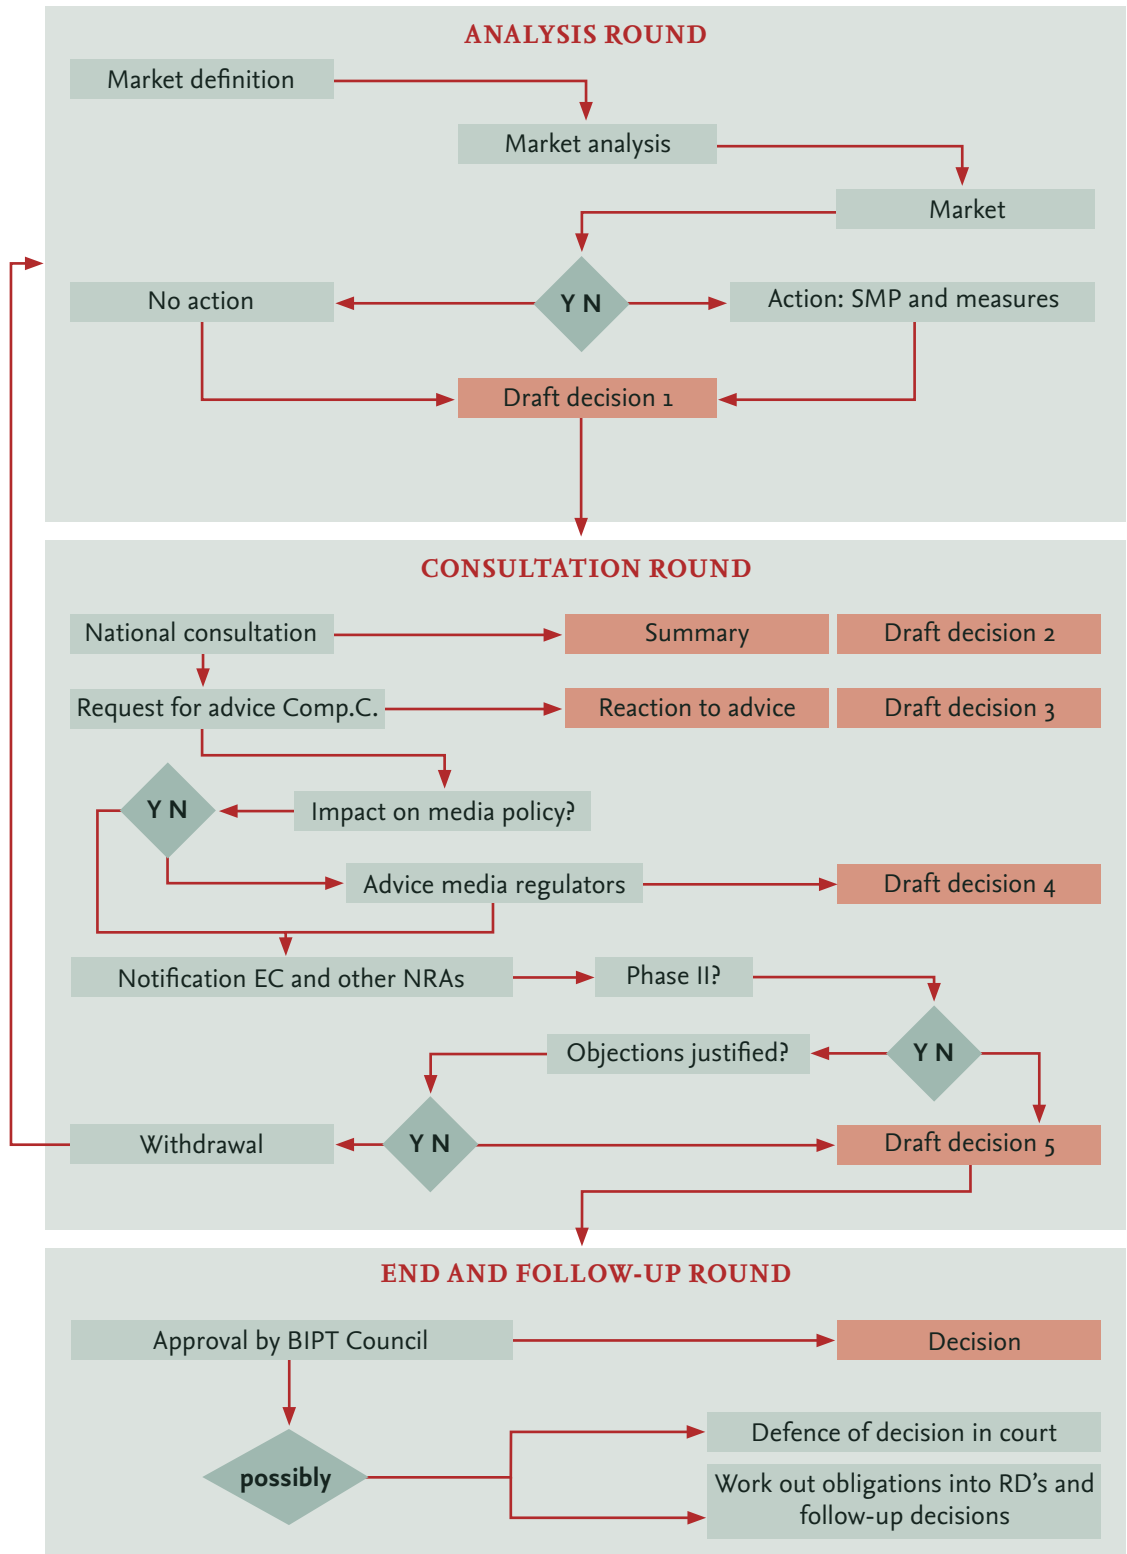 ANALYSIS ROUND
Market definition
Market analysis
Market
No action
Y N
Action: SMP and measures
Draft decision 1
CONSULTATION ROUND
National consultation
Summary
Draft decision 2
Request for advice Comp.C.
Reaction to advice
Draft decision 3
Y N
Impact on media policy?
Advice media regulators
Draft decision 4
Notification EC and other NRAs
Phase II?
Objections justified?
Y N
Withdrawal
Y N
Draft decision 5
END AND FOLLOW-UP ROUND
Approval by BIPT Council
Decision
possibly
Defence of decision in court
Work out obligations into RD's and
follow-up decisions